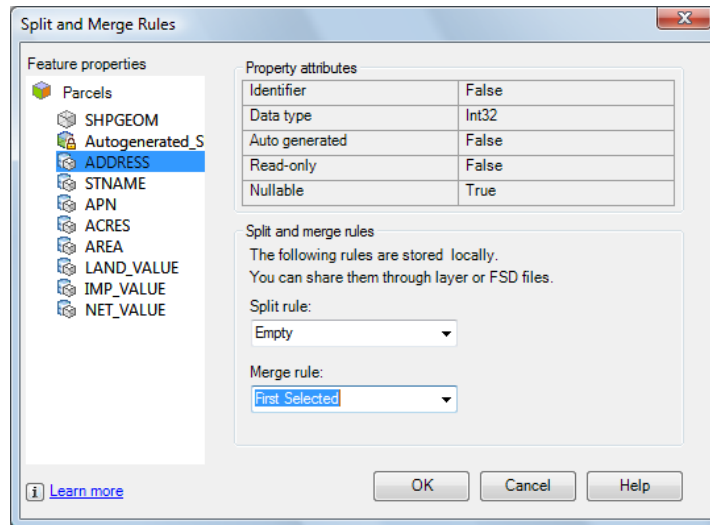 Split and Merge Rules
Feature properties
Parcels
SHPGEOM
Autogenerated_S
ADDRESS
STNAME
APN
ACRES
AREA
LAND_VALUE
IMP_VALUE
NET_VALUE
Property attributes
Identifier False
Data type Int32
Auto generated False
Read-only False
Nullable True
Split and merge rules
The following rules are stored locally.
You can share them through layer or FSD files.
Split rule:
Empty
Merge rule:
First Selected
i Learn more
OK Cancel Help